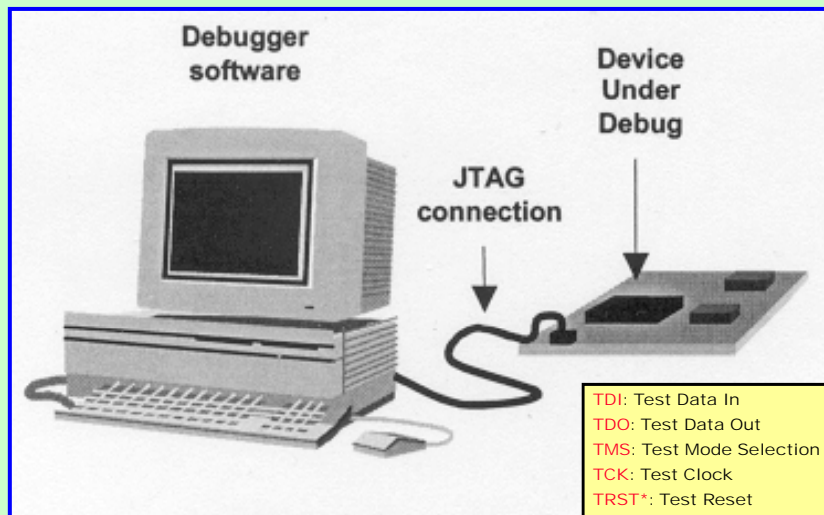 Debugger
software
Device
Under
Debug
JTAG
connection
TDI: Test Data In
TDO: Test Data Out
TMS: Test Mode Selection
TCK: Test Clock
TRST*: Test Reset